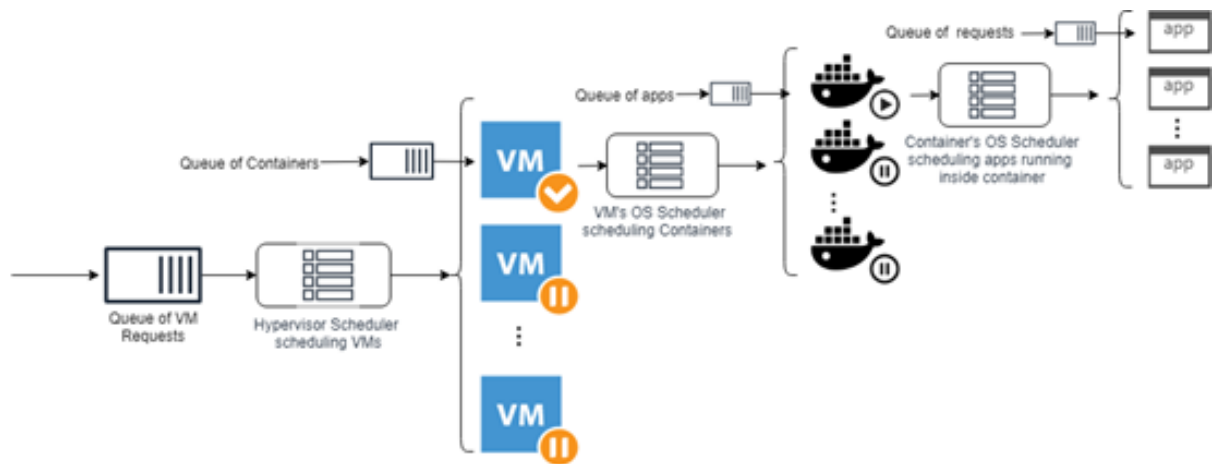 Queue of requests
app
Queue of apps
app
Container's OS Scheduler
scheduling apps running
inside container
app
Queue of Containers
VM
VM's OS Scheduler
scheduling Containers
VM
Queue of VM
Requests
Hypervisor Scheduler
scheduling VMs
VM